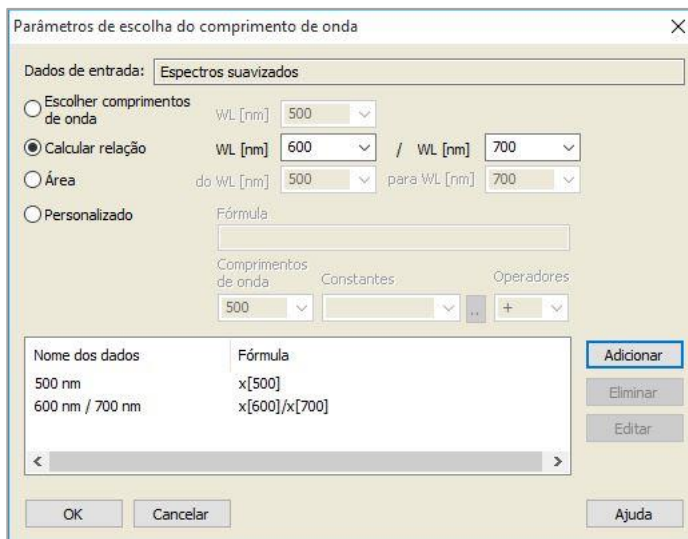 Parâmetros de escolha do comprimento de onda
Dados de entrada: Espectros suavizados
Escolher comprimentos
de onda
WL [nm] 500
Calcular relação WL [nm] 600 / WL [nm] 700
Área do WL [nm] 500 para WL [nm] 700
Personalizado Fórmula
Comprimentos
de onda Constantes Operadores
500 .. +
Nome dos dados Fórmula
500 nm x[500]
600 nm / 700 nm x[600]/x[700]
Adicionar
Eliminar
Editar
OK Cancelar Ajuda